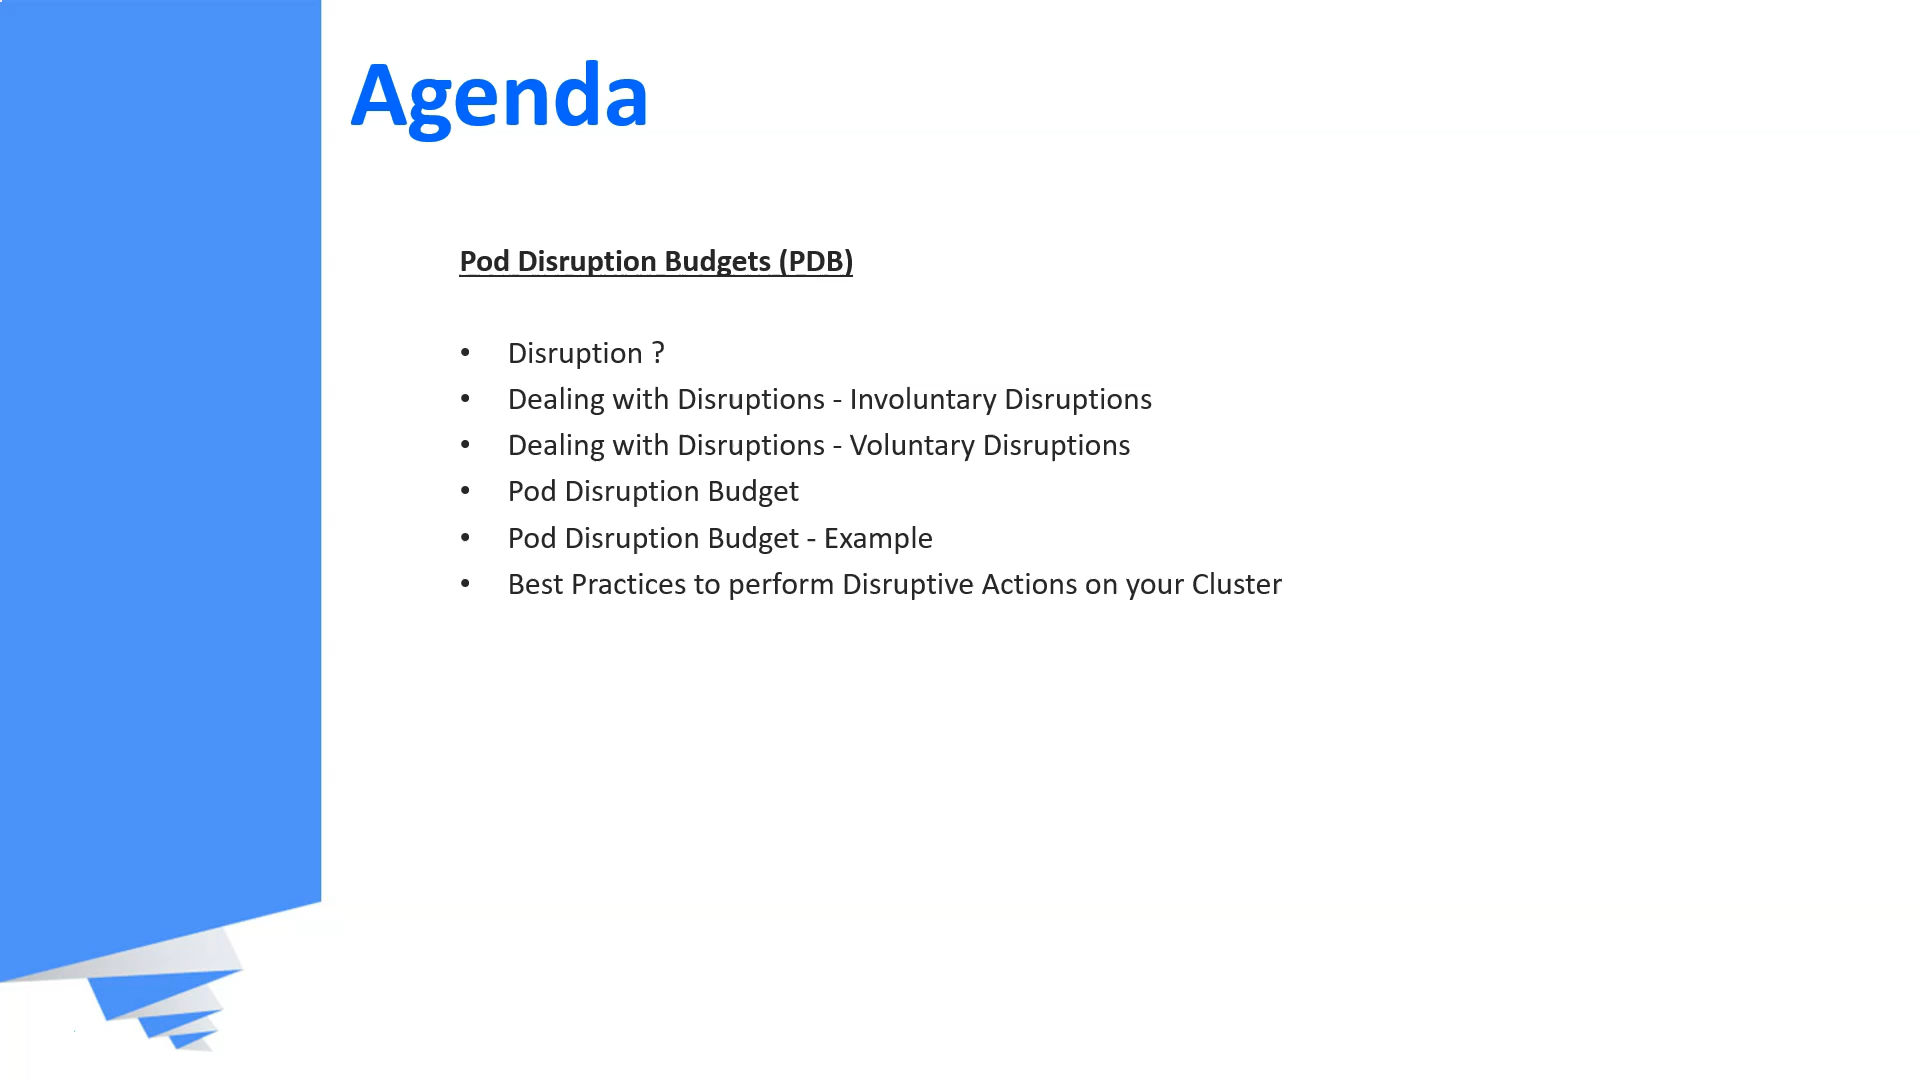 Agenda
Pod Disruption Budgets (PDB)
• Disruption ?
• Dealing with Disruptions - Involuntary Disruptions
• Dealing with Disruptions - Voluntary Disruptions
• Pod Disruption Budget
• Pod Disruption Budget - Example
• Best Practices to perform Disruptive Actions on your Cluster